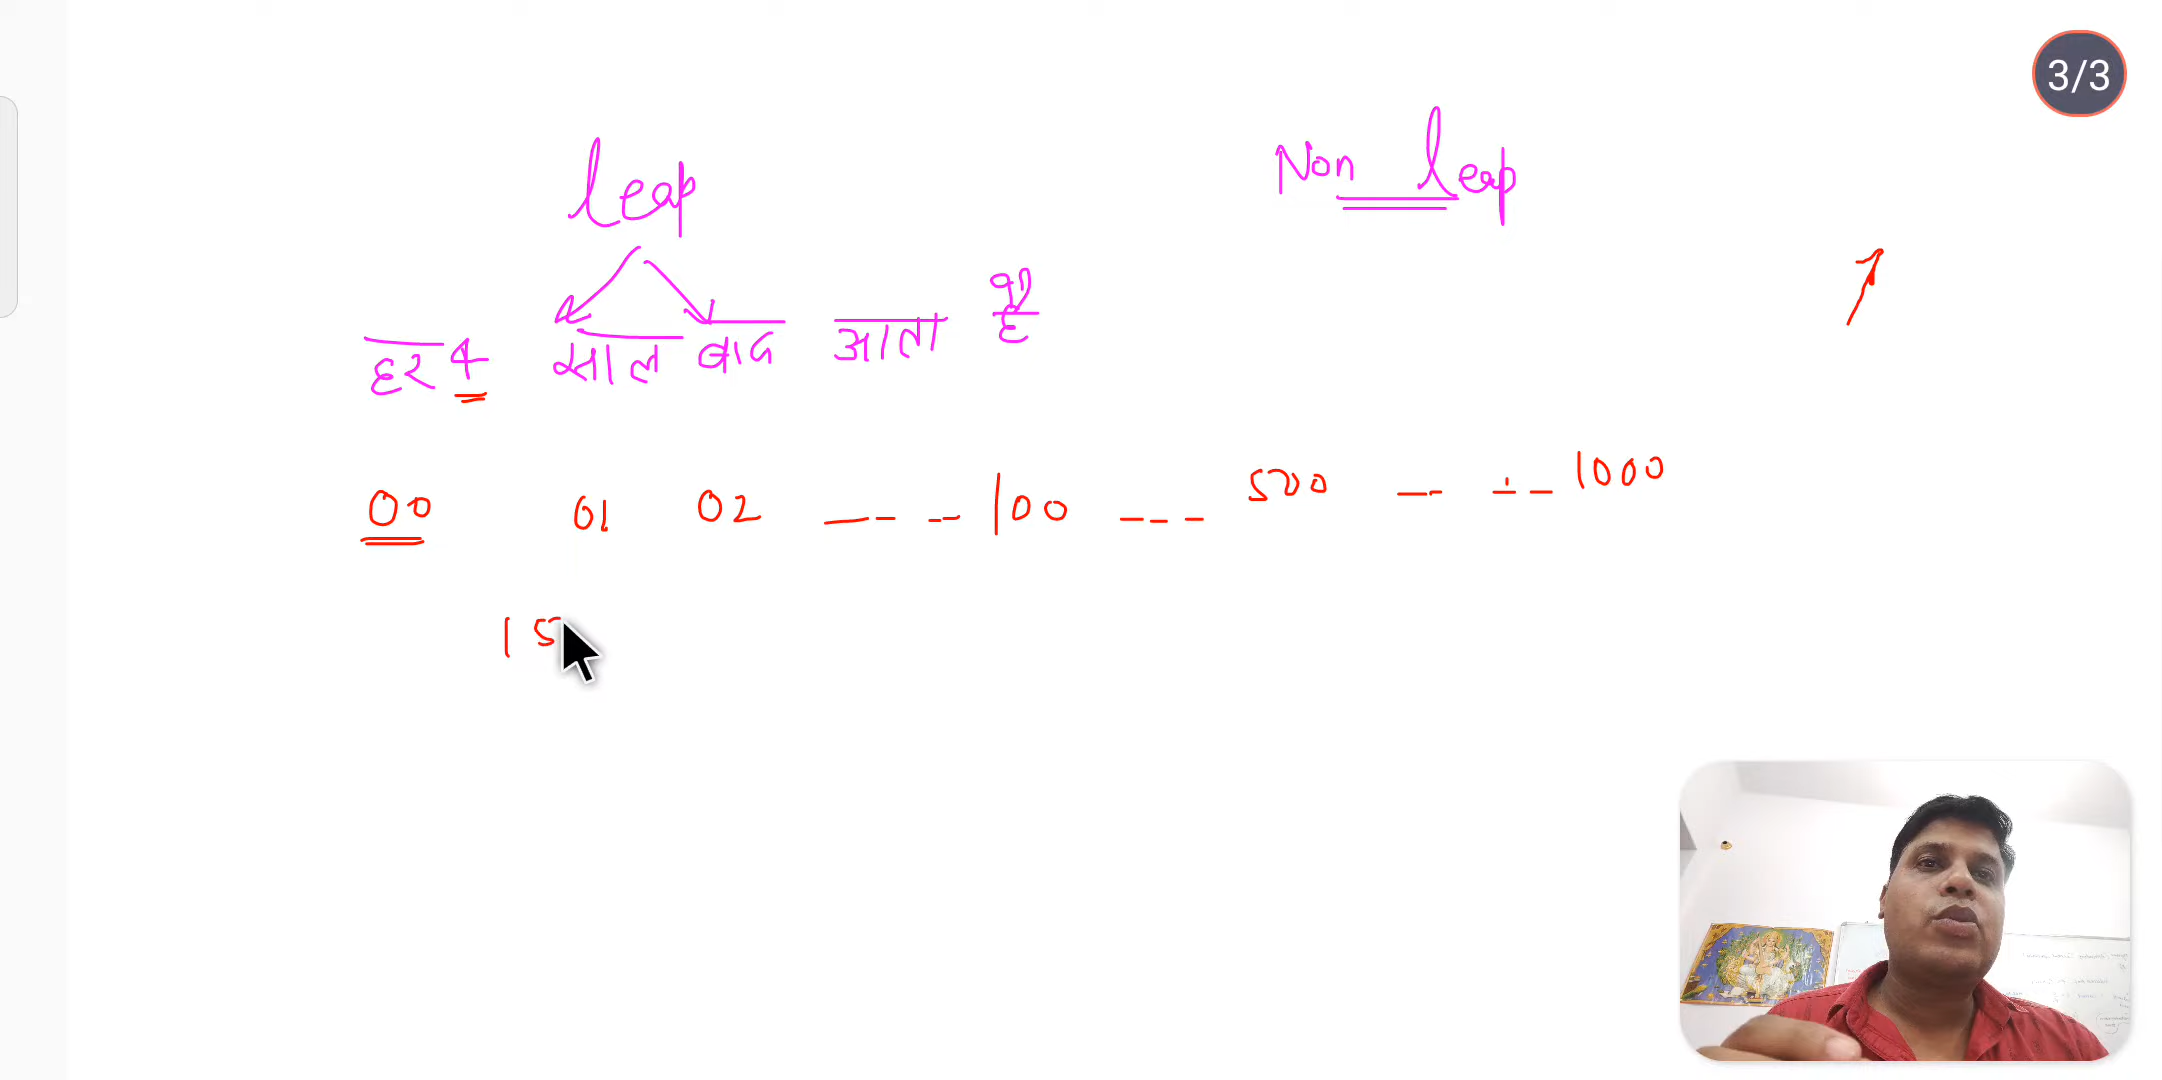 3/3
leap Non leap
हर 4 साल बाद आता है
00 01 02 --- -- 100 --- 500 -- -- 1000
15